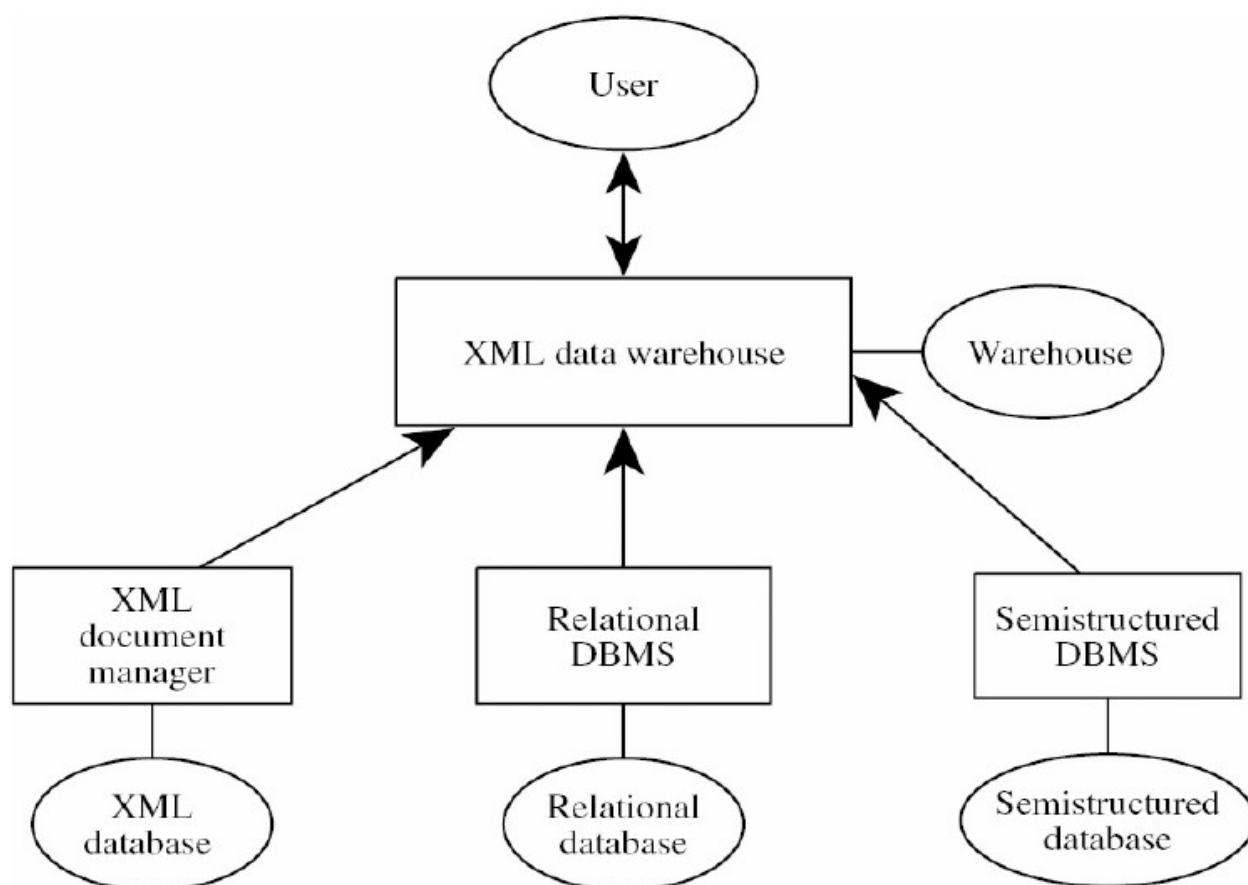 User
XML data warehouse
Warehouse
XML
document
manager
Relational
DBMS
Semistructured
DBMS
XML
database
Relational
database
Semistructured
database